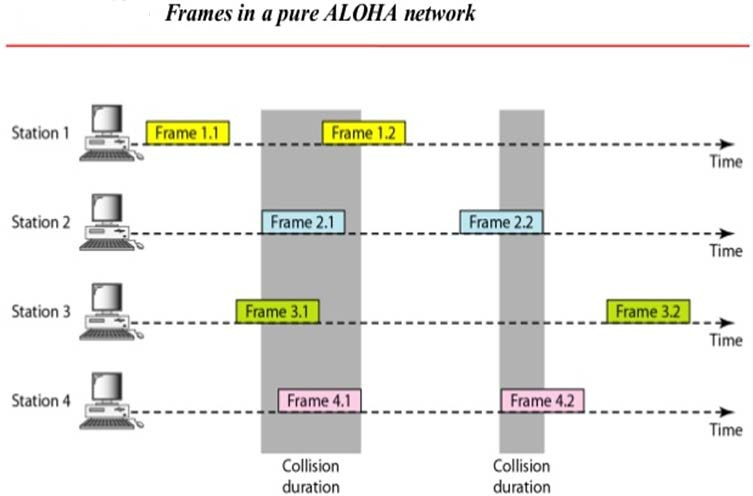 Frames in a pure ALOHA network
Station 1
Frame 1.1
Frame 1.2
Time
Station 2
Frame 2.1
Frame 2.2
Time
Station 3
Frame 3.1
Frame 3.2
Time
Station 4
Frame 4.1
Frame 4.2
Time
Collision
duration
Collision
duration